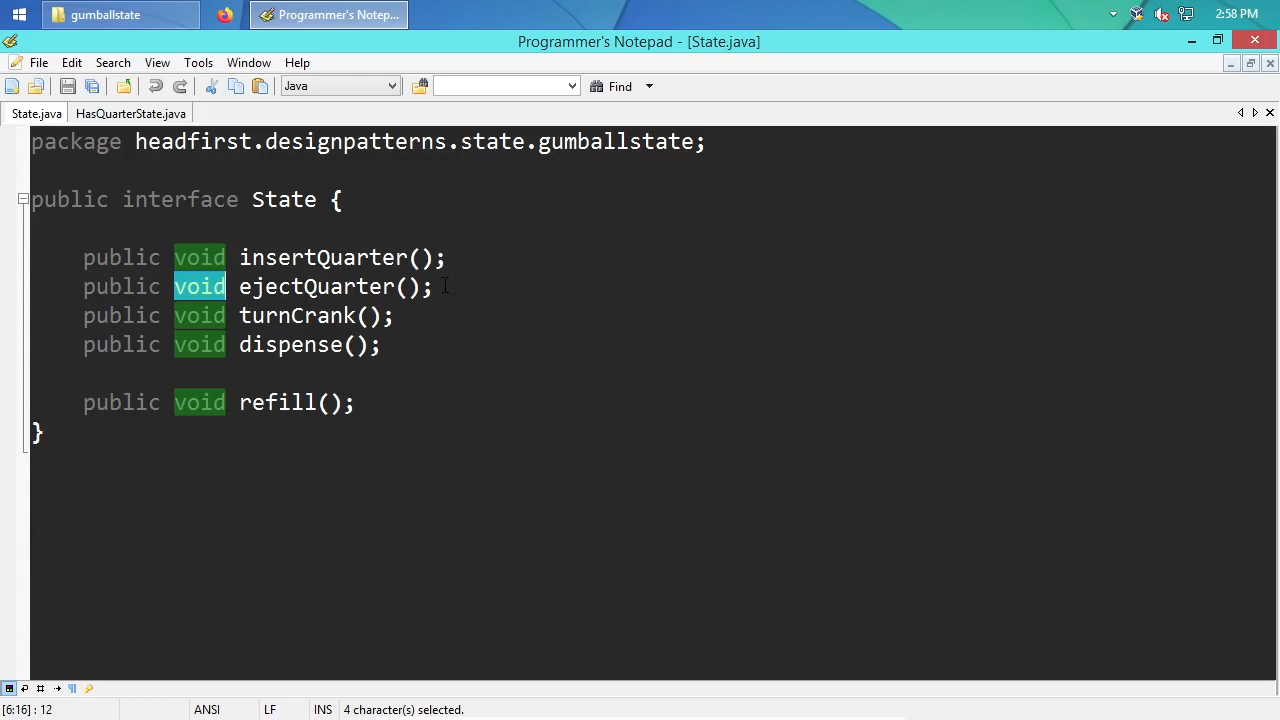 gumballstate
Programmer's Notep...
2:58 PM
Programmer's Notepad - [State.java]
File Edit Search View Tools Window Help
Java
Find
State.java HasQuarterState.java
package headfirst.designpatterns.state.gumballstate;
public interface State {
public void insertQuarter();
public void ejectQuarter();
public void turnCrank();
public void dispense();
public void refill();
}
[6:16] : 12 ANSI LF INS 4 character(s) selected.